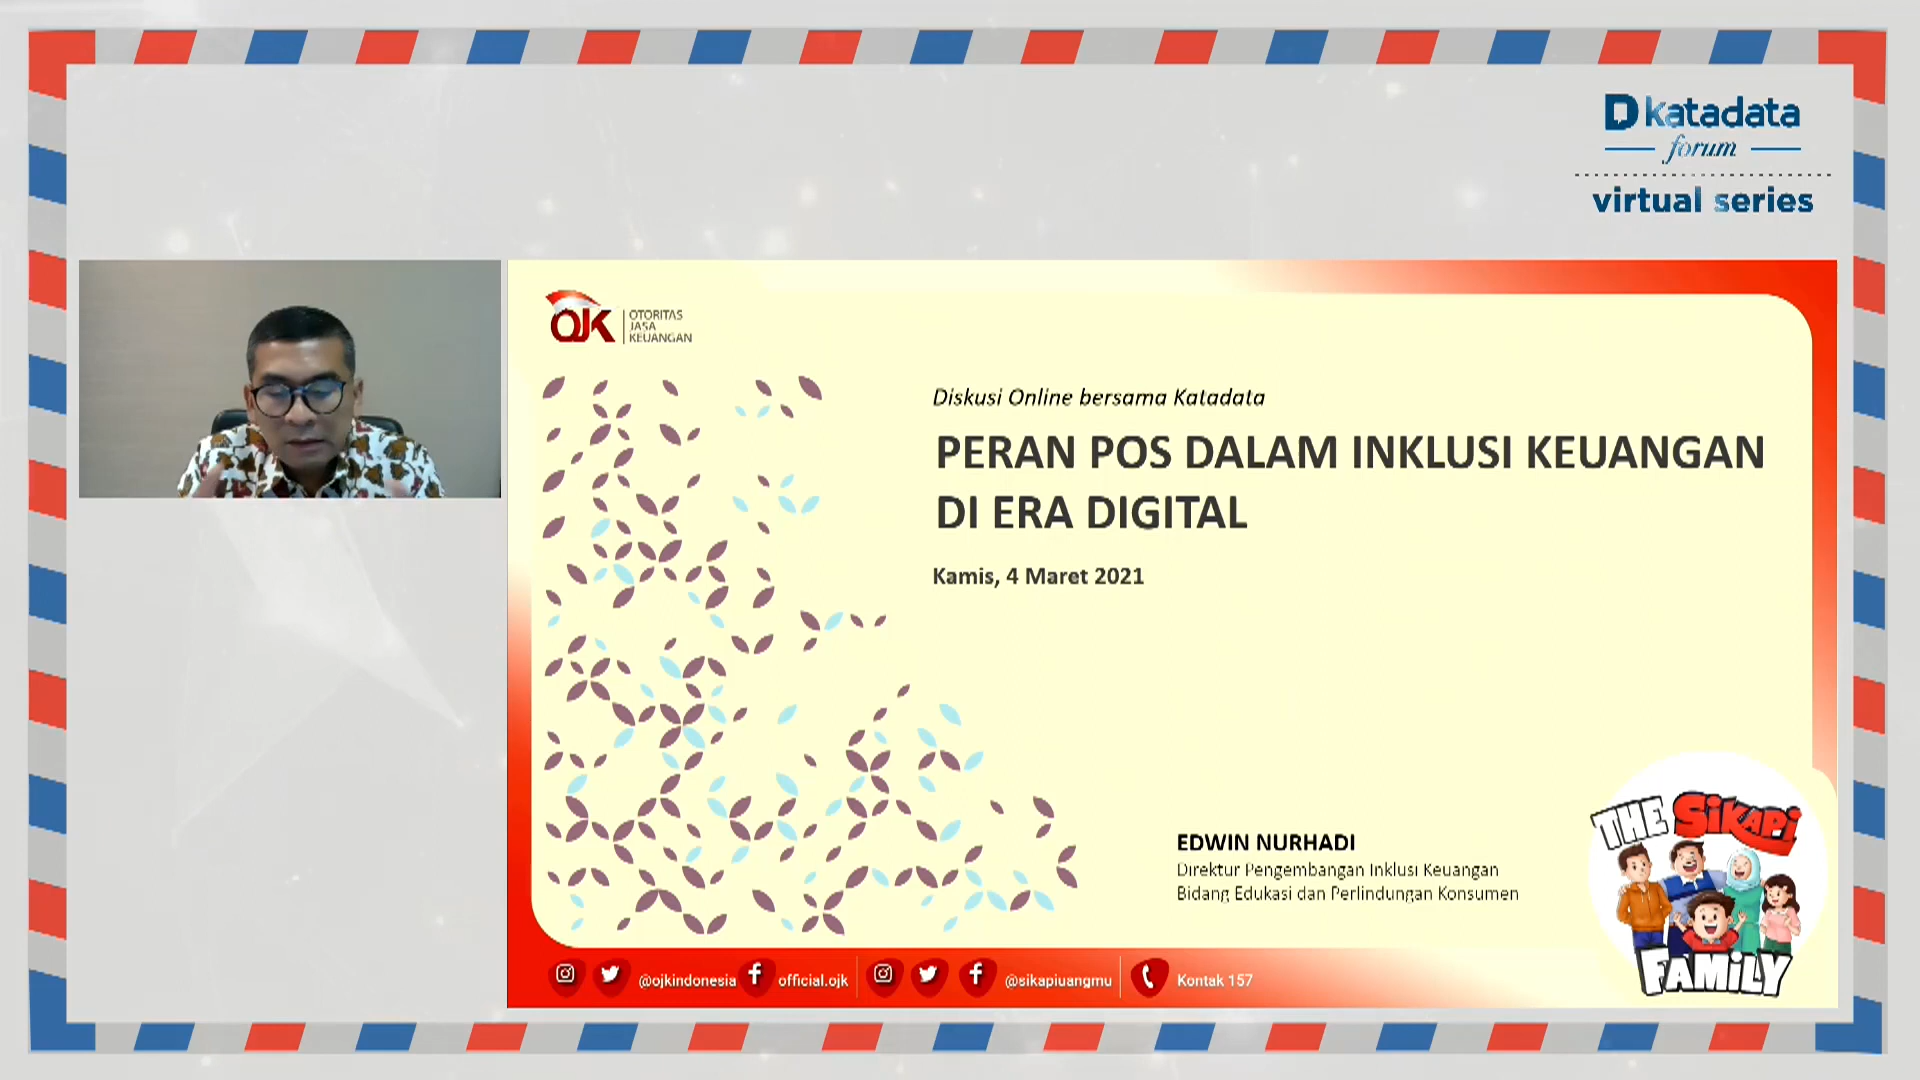 katadata
forum
virtual series
OJK
OTORITAS
JASA
KEUANGAN
Diskusi Online bersama Katadata
PERAN POS DALAM INKLUSI KEUANGAN
DI ERA DIGITAL
Kamis, 4 Maret 2021
EDWIN NURHADI
Direktur Pengembangan Inklusi Keuangan
Bidang Edukasi dan Perlindungan Konsumen
THE SiKAPi
FAMiLY
@ojkindonesia official.ojk @sikapiuangmu Kontak 157